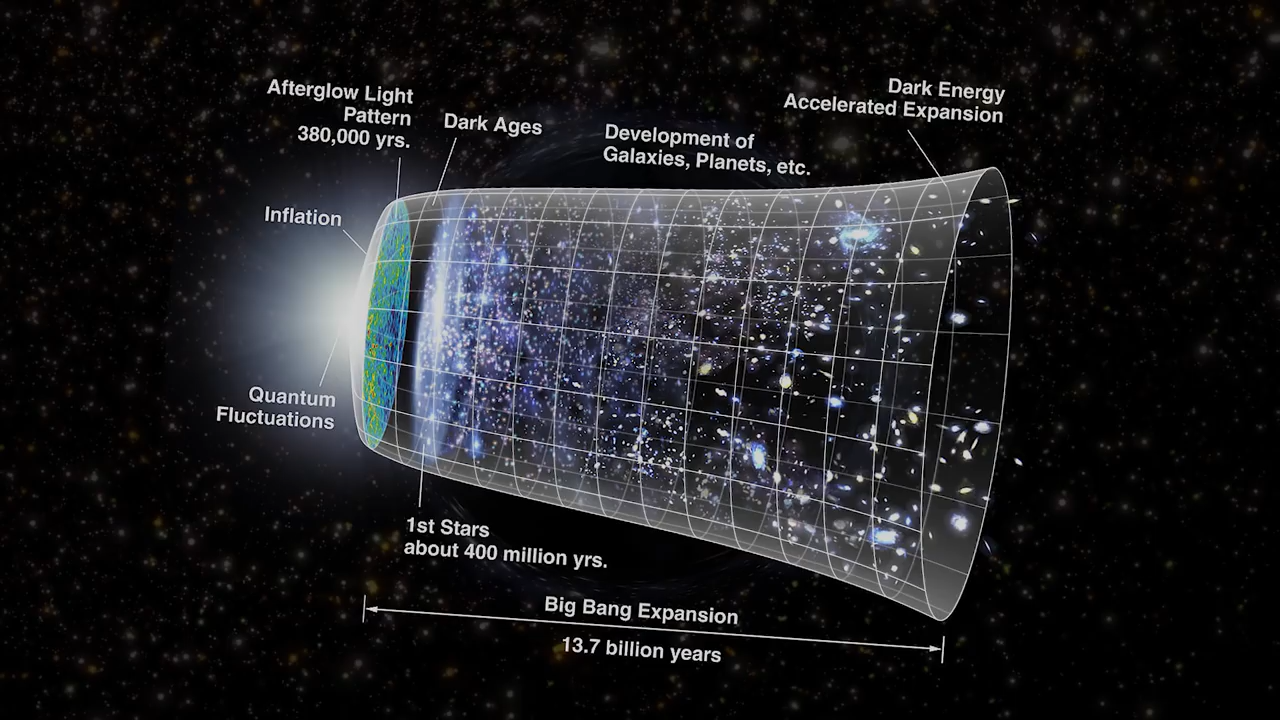 Afterglow Light
Pattern
380,000 yrs.
Dark Ages
Development of
Galaxies, Planets, etc.
Dark Energy
Accelerated Expansion
Inflation
Quantum
Fluctuations
1st Stars
about 400 million yrs.
Big Bang Expansion
13.7 billion years